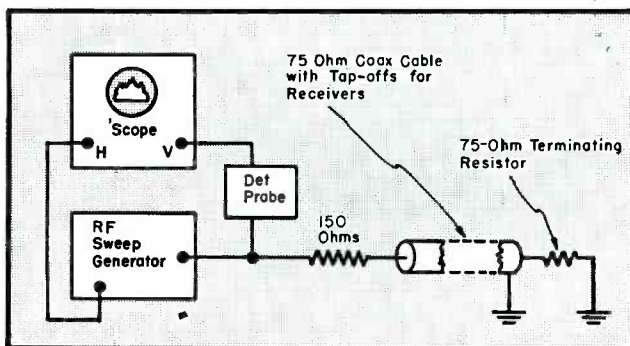 75 Ohm Coax Cable
with Tap-offs for
Receivers
'Scope
H V
75-Ohm Terminating
Resistor
Det
Probe
150
Ohms
RF
Sweep
Generator